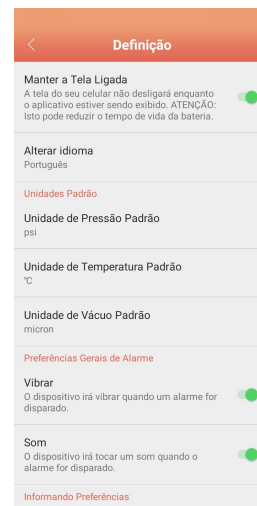 Definição
Manter a Tela Ligada
A tela do seu celular não desligará enquanto
o aplicativo estiver sendo exibido. ATENÇÃO:
Isto pode reduzir o tempo de vida da bateria.
Alterar idioma
Português
Unidades Padrão
Unidade de Pressão Padrão
psi
Unidade de Temperatura Padrão
°C
Unidade de Vácuo Padrão
micron
Preferências Gerais de Alarme
Vibrar
O dispositivo irá vibrar quando um alarme for
disparado.
Som
O dispositivo irá tocar um som quando o
alarme for disparado.
Informando Preferências